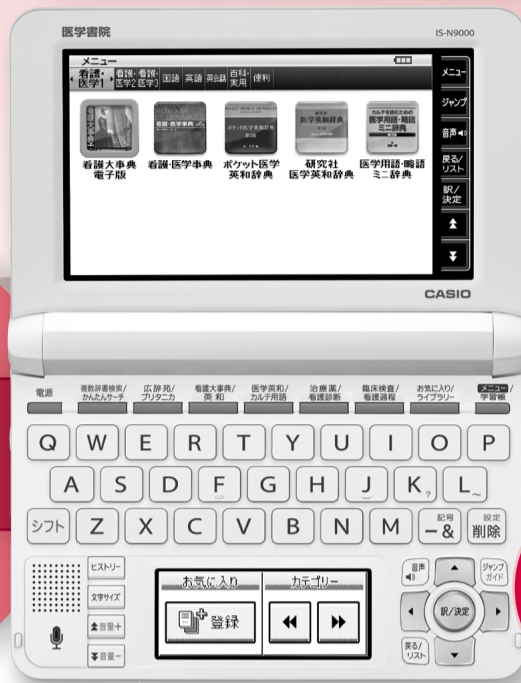 医学書院 IS-N9000
メニュー
看護・医学1 看護・医学2 看護・医学3 国語 英語 英会話 百科・実用 便利
看護大事典 電子版
看護・医学事典
ポケット医学英和辞典
研究社 医学英和辞典
医学用語・略語ミニ辞典
メニュー
ジャンプ
音声
戻る/リスト
訳/決定
CASIO
電源
複数辞書検索/かんたんサーチ
広辞苑/ブリタニカ
看護大事典/英和
医学英和/カルテ用語
治療薬/看護診断
臨床検査/看護過程
お気に入り/ライブラリー
メニュー/学習帳
Q W E R T Y U I O P
A S D F G H J K ? L ~
シフト Z X C V B N M 記号 -& 設定 削除
ヒストリー
文字サイズ
音量+
音量-
お気に入り
登録
カテゴリー
音声
ジャンプ ガイド
訳/決定
戻る/リスト